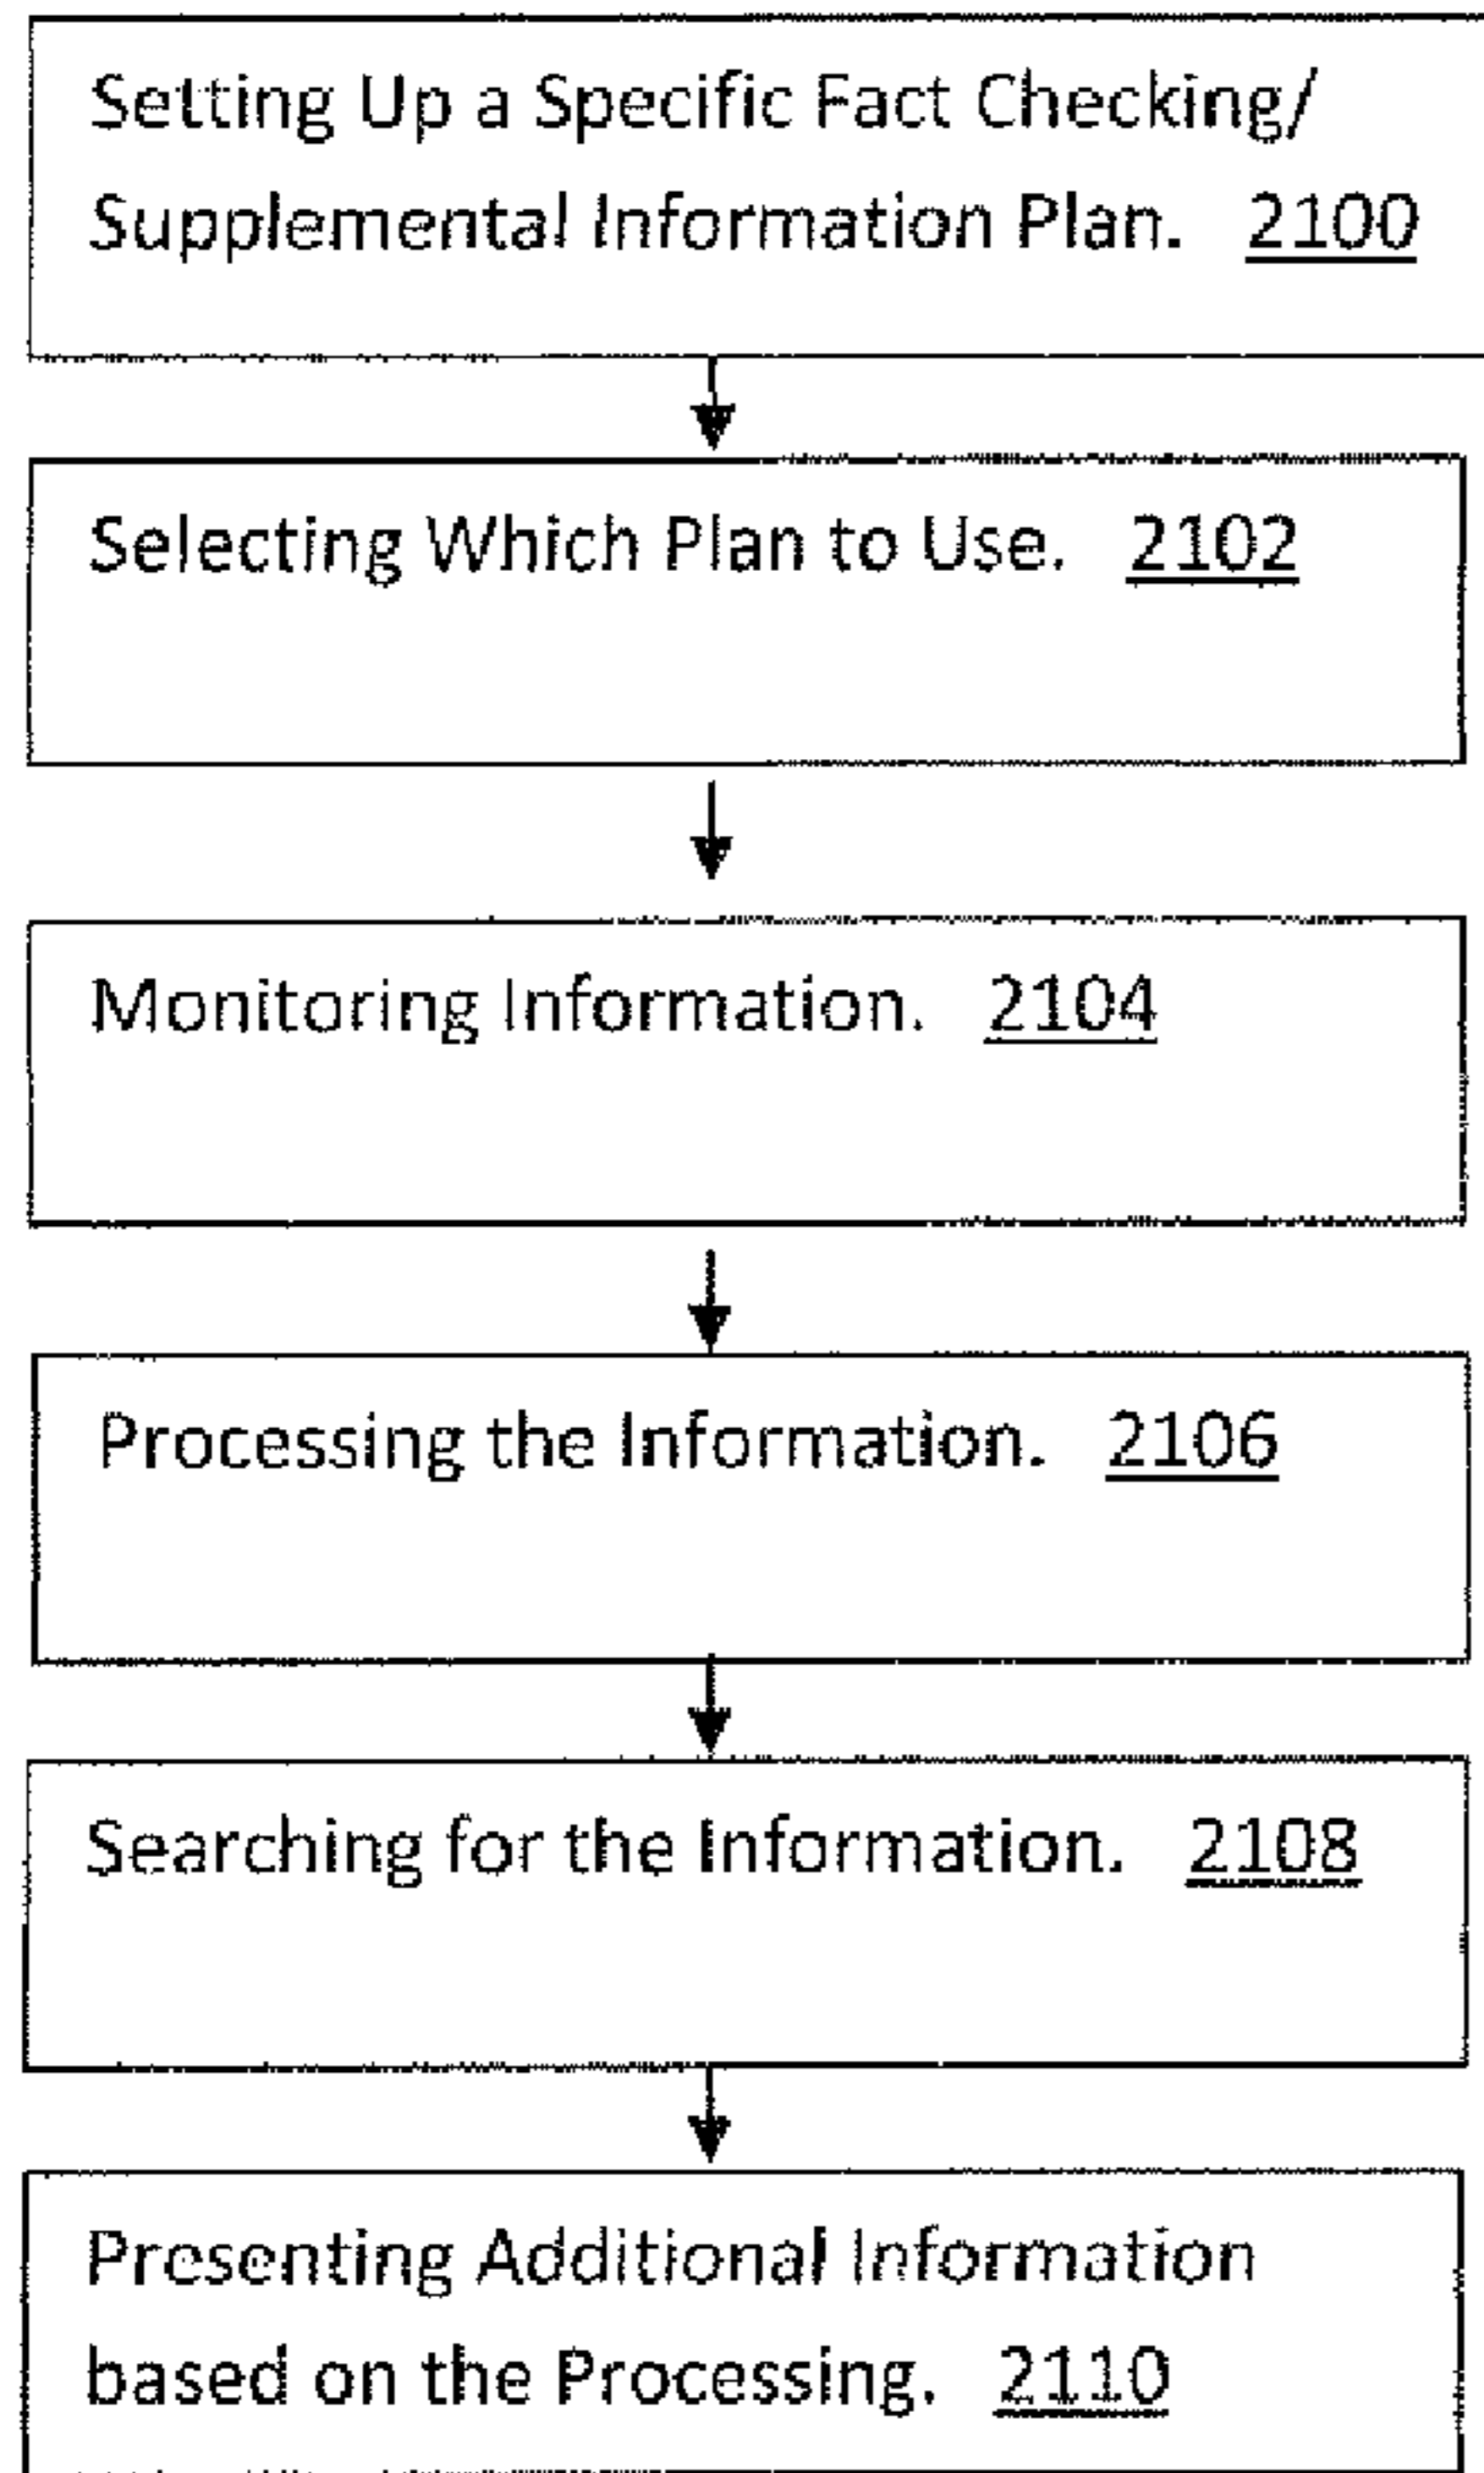 Setting Up a Specific Fact Checking/
Supplemental Information Plan. 2100
Selecting Which Plan to Use. 2102
Monitoring Information. 2104
Processing the Information. 2106
Searching for the Information. 2108
Presenting Additional Information
based on the Processing. 2110